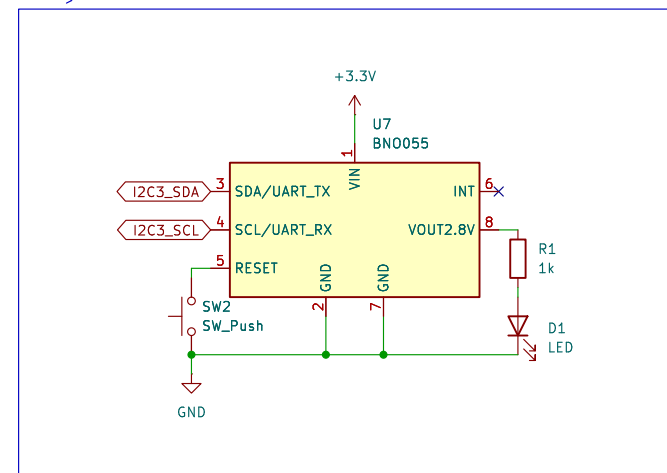 +3.3V
U7
BNO055
1
VIN
I2C3_SDA
3
SDA/UART_TX
INT
6
I2C3_SCL
4
SCL/UART_RX
VOUT2.8V
8
5
RESET
GND
GND
2
7
R1
1k
SW2
SW_Push
D1
LED
GND